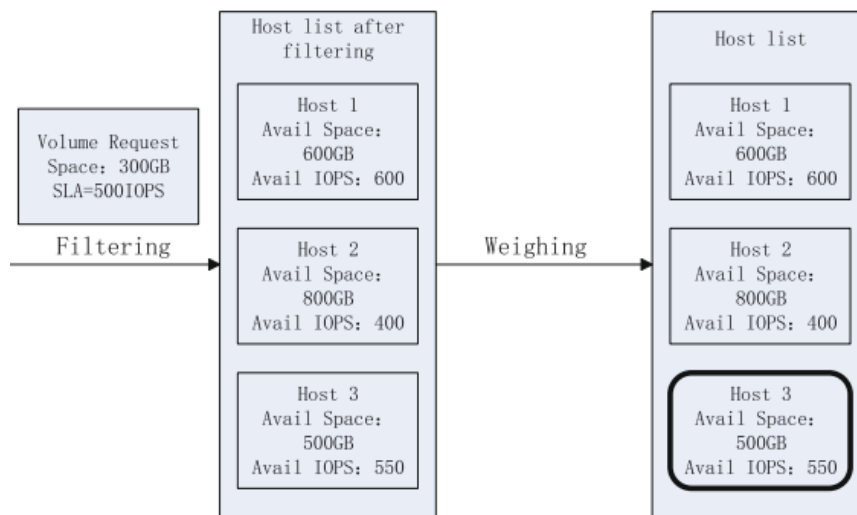 Volume Request
Space: 300GB
SLA=500IOPS
Filtering
Host list after
filtering
Host 1
Avail Space:
600GB
Avail IOPS: 600
Host 2
Avail Space:
800GB
Avail IOPS: 400
Host 3
Avail Space:
500GB
Avail IOPS: 550
Weighing
Host list
Host 1
Avail Space:
600GB
Avail IOPS: 600
Host 2
Avail Space:
800GB
Avail IOPS: 400
Host 3
Avail Space:
500GB
Avail IOPS: 550